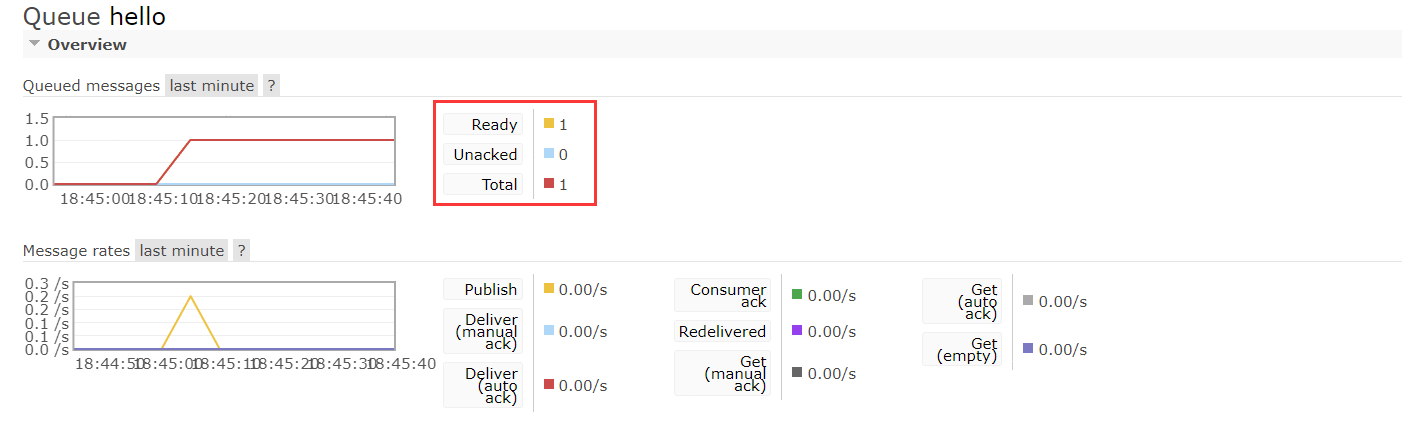 Queue hello
Overview
Queued messages last minute ?
1.5
1.0
0.5
0.0
18:45:00 18:45:10 18:45:20 18:45:30 18:45:40
Ready 1
Unacked 0
Total 1
Message rates last minute ?
0.3 /s
0.2 /s
0.2 /s
0.1 /s
0.1 /s
0.0 /s
18:44:50 18:45:00 18:45:10 18:45:20 18:45:30 18:45:40
Publish 0.00/s
Deliver
(manual 0.00/s
ack)
Deliver
(auto 0.00/s
ack)
Consumer
ack 0.00/s
Redelivered 0.00/s
Get
(manual 0.00/s
ack)
Get
(auto 0.00/s
ack)
Get
(empty) 0.00/s